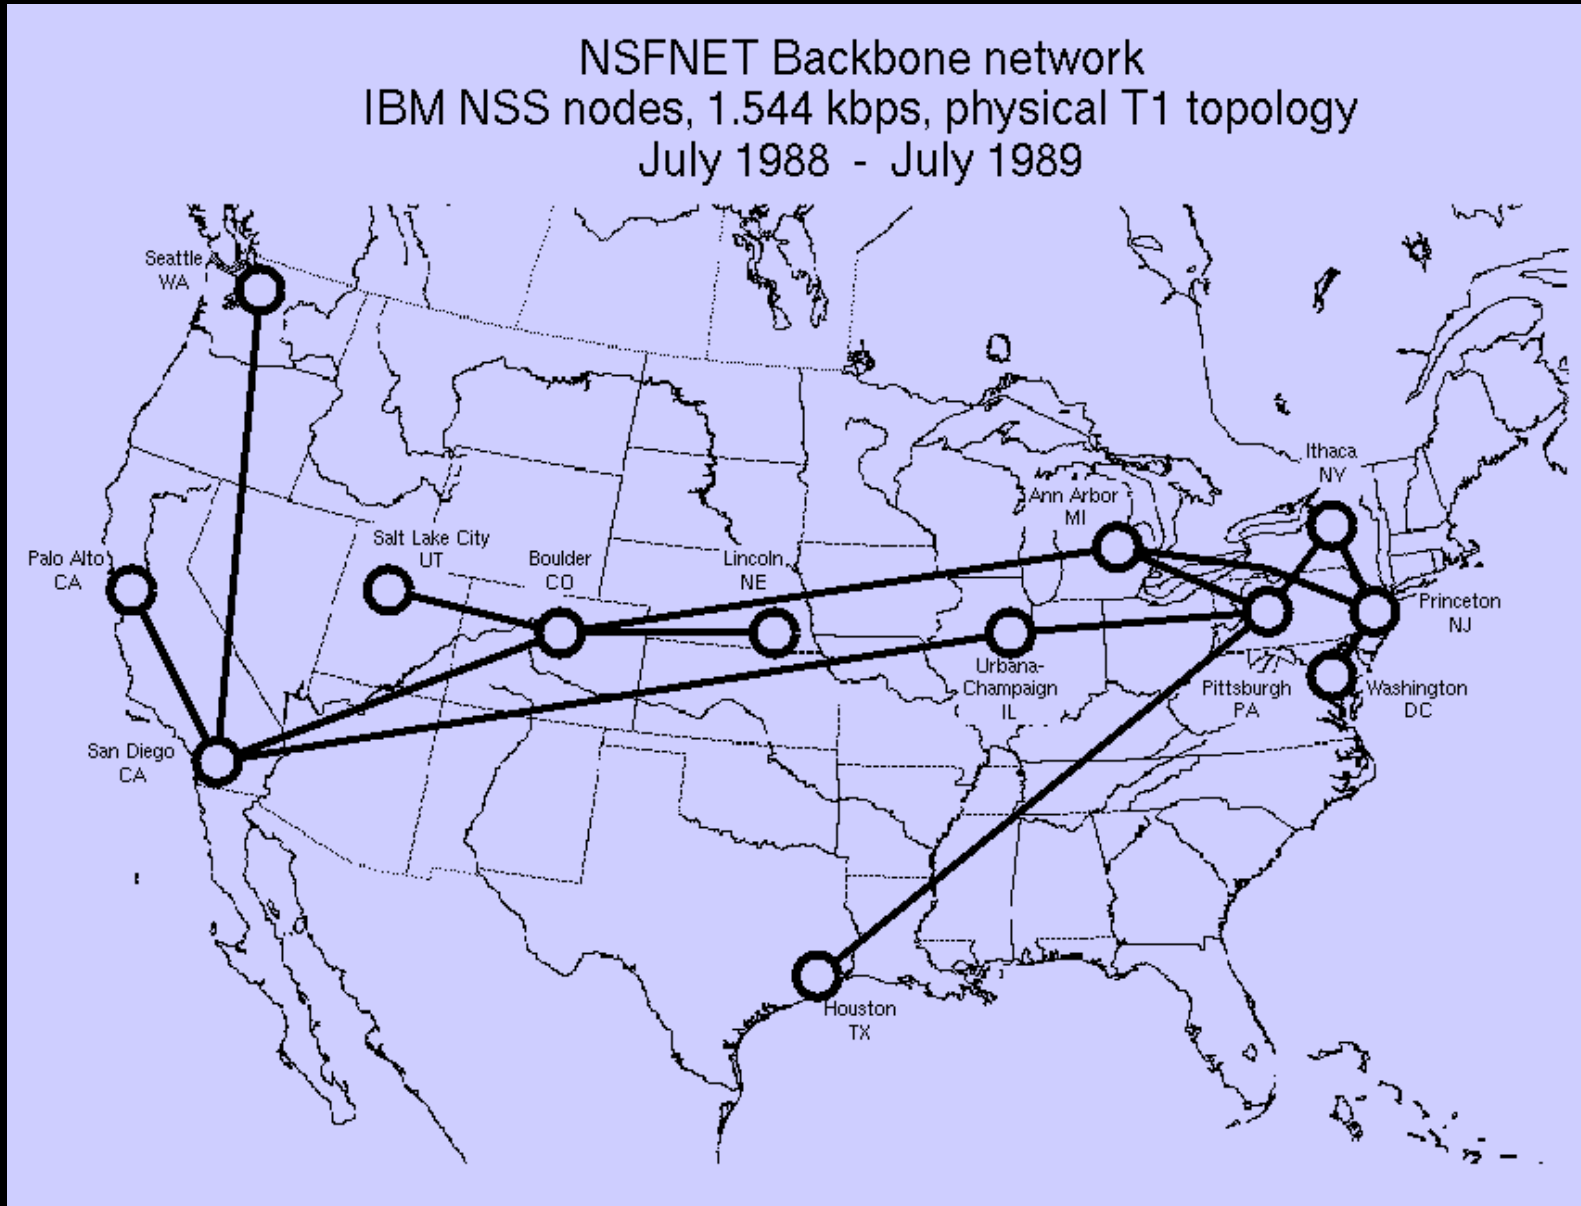 NSFNET Backbone network
IBM NSS nodes, 1.544 kbps, physical T1 topology
July 1988 - July 1989
Seattle
WA
Ithaca
NY
Ann Arbor
MI
Salt Lake City
UT
Boulder
CO
Lincoln
NE
Palo Alto
CA
Princeton
NJ
Urbana-
Champaign
IL
Pittsburgh
PA
Washington
DC
San Diego
CA
Houston
TX